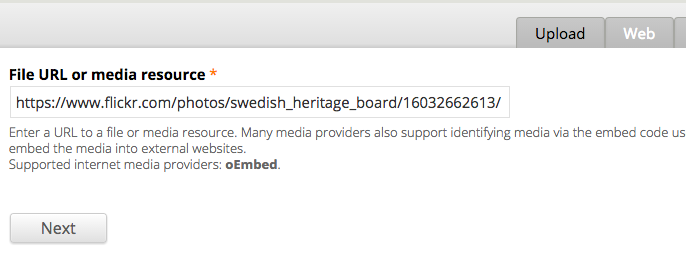 Upload Web
File URL or media resource *
https://www.flickr.com/photos/swedish_heritage_board/16032662613/
Enter a URL to a file or media resource. Many media providers also support identifying media via the embed code us
embed the media into external websites.
Supported internet media providers: oEmbed.
Next